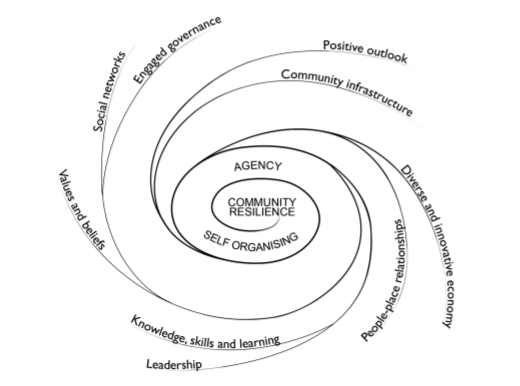 Social networks
Engaged governance
Positive outlook
Community infrastructure
AGENCY
COMMUNITY
RESILIENCE
SELF ORGANISING
Values and beliefs
Diverse and innovative economy
People-place relationships
Knowledge, skills and learning
Leadership